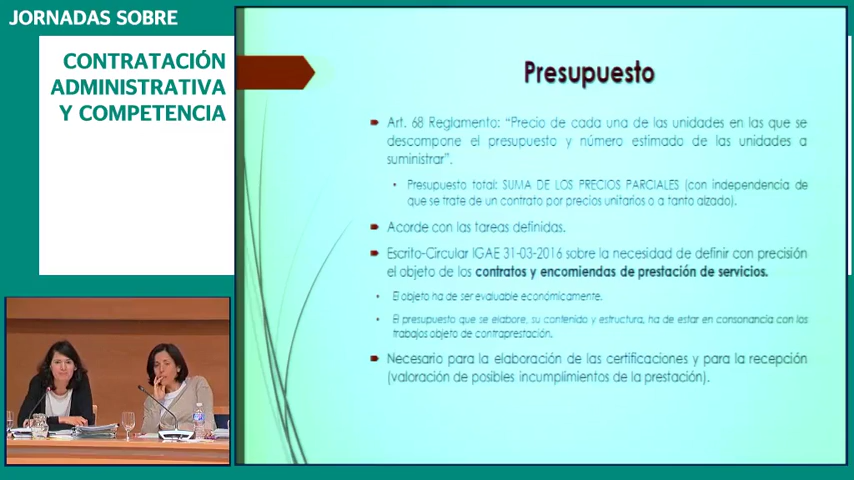 JORNADAS SOBRE
CONTRATACIÓN
ADMINISTRATIVA
Y COMPETENCIA
Presupuesto
Art. 68 Reglamento: "Precio de cada una de las unidades en las que se
descompone el presupuesto y número estimado de las unidades a
suministrar".
Presupuesto total: SUMA DE LOS PRECIOS PARCIALES (con independencia de
que se trate de un contrato por precios unitarios o a tanto alzado).
Acorde con las tareas definidas.
Escrito-Circular IGAE 31-03-2016 sobre la necesidad de definir con precisión
el objeto de los contratos y encomiendas de prestación de servicios.
El objeto ha de ser evaluable económicamente.
El presupuesto que se elabore, su contenido y estructura, ha de estar en consonancia con los
trabajos objeto de contraprestación.
Necesario para la elaboración de las certificaciones y para la recepción
(valoración de posibles incumplimientos de la prestación).